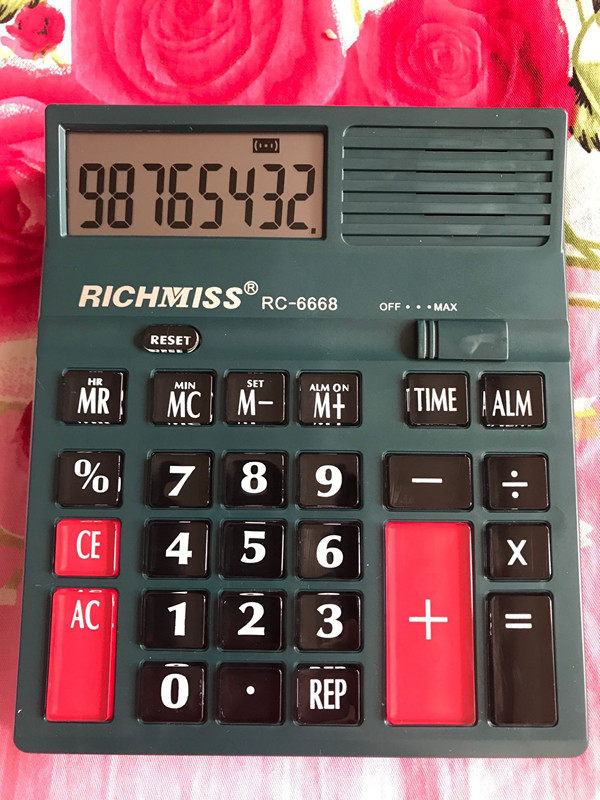 98765432.
RICHMISS® RC-6668
OFF • • • MAX
RESET
HR MIN SET ALM ON
MR MC M− M+ TIME ALM
% 7 8 9 − ÷
CE 4 5 6 X
AC 1 2 3 + =
0 . REP